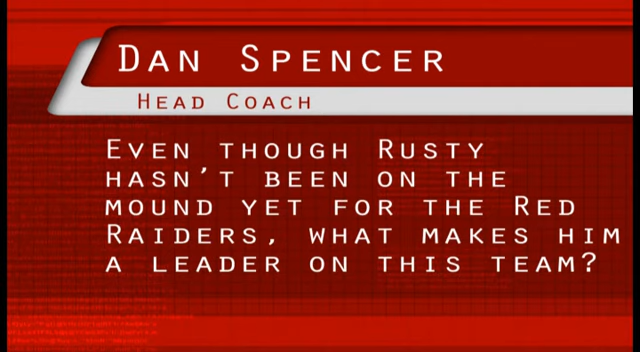 Dan Spencer
Head Coach
Even though Rusty
hasn't been on the
mound yet for the Red
Raiders, what makes him
a leader on this team?